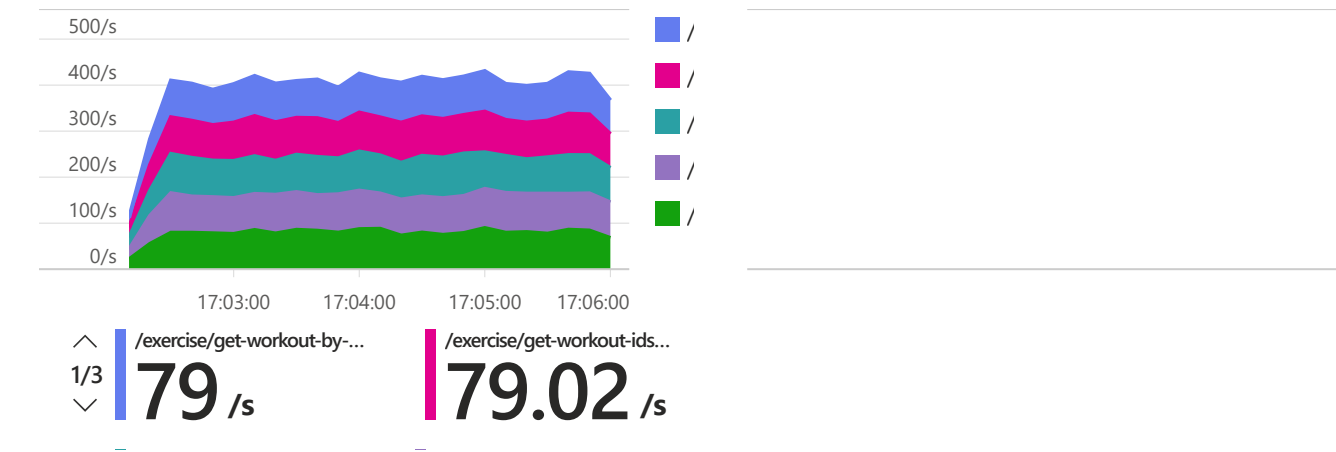 500/s
400/s
300/s
200/s
100/s
0/s
/
/
/
/
/
17:03:00 17:04:00 17:05:00 17:06:00
/exercise/get-workout-by-... /exercise/get-workout-ids...
1/3
79 /s 79.02 /s